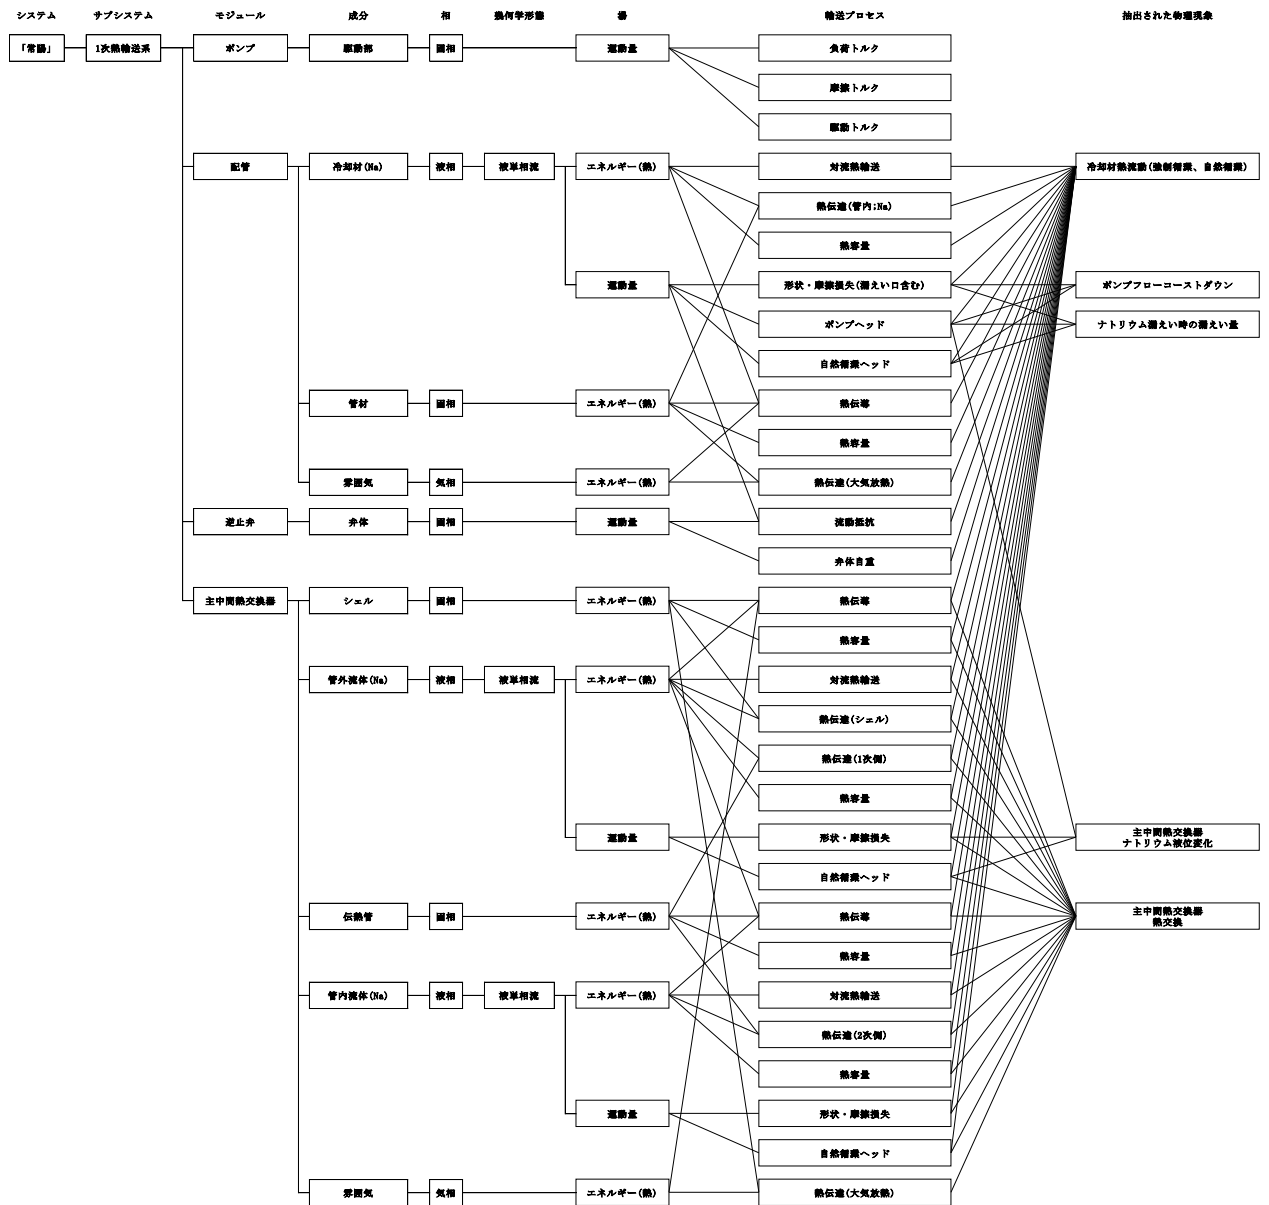 システム サブシステム モジュール 成分 相 幾何学形態 場 輸送プロセス 抽出された物理現象
「常陽」 1次熱輸送系 ポンプ 駆動部 固相 運動量 負荷トルク
摩擦トルク
駆動トルク
配管 冷却材(Na) 液相 液単相流 エネルギー(熱) 対流熱輸送 冷却材熱流動(強制循環、自然循環)
熱伝達(管内:Na)
熱容量
運動量 形状・摩擦損失(漏えい口含む) ポンプフローコーストダウン
ポンプヘッド ナトリウム漏えい時の漏えい量
自然循環ヘッド
管材 固相 エネルギー(熱) 熱伝導
熱容量
雰囲気 気相 エネルギー(熱) 熱伝達(大気放熱)
逆止弁 弁体 固相 運動量 流動抵抗
弁体自重
主中間熱交換器 シェル 固相 エネルギー(熱) 熱伝導
熱容量
管外流体(Na) 液相 液単相流 エネルギー(熱) 対流熱輸送
熱伝達(シェル)
熱伝達(1次側)
熱容量
運動量 形状・摩擦損失 主中間熱交換器
ナトリウム液位変化
自然循環ヘッド
伝熱管 固相 エネルギー(熱) 熱伝導 主中間熱交換器
熱交換
熱容量
管内流体(Na) 液相 液単相流 エネルギー(熱) 対流熱輸送
熱伝達(2次側)
熱容量
運動量 形状・摩擦損失
自然循環ヘッド
雰囲気 気相 エネルギー(熱) 熱伝達(大気放熱)